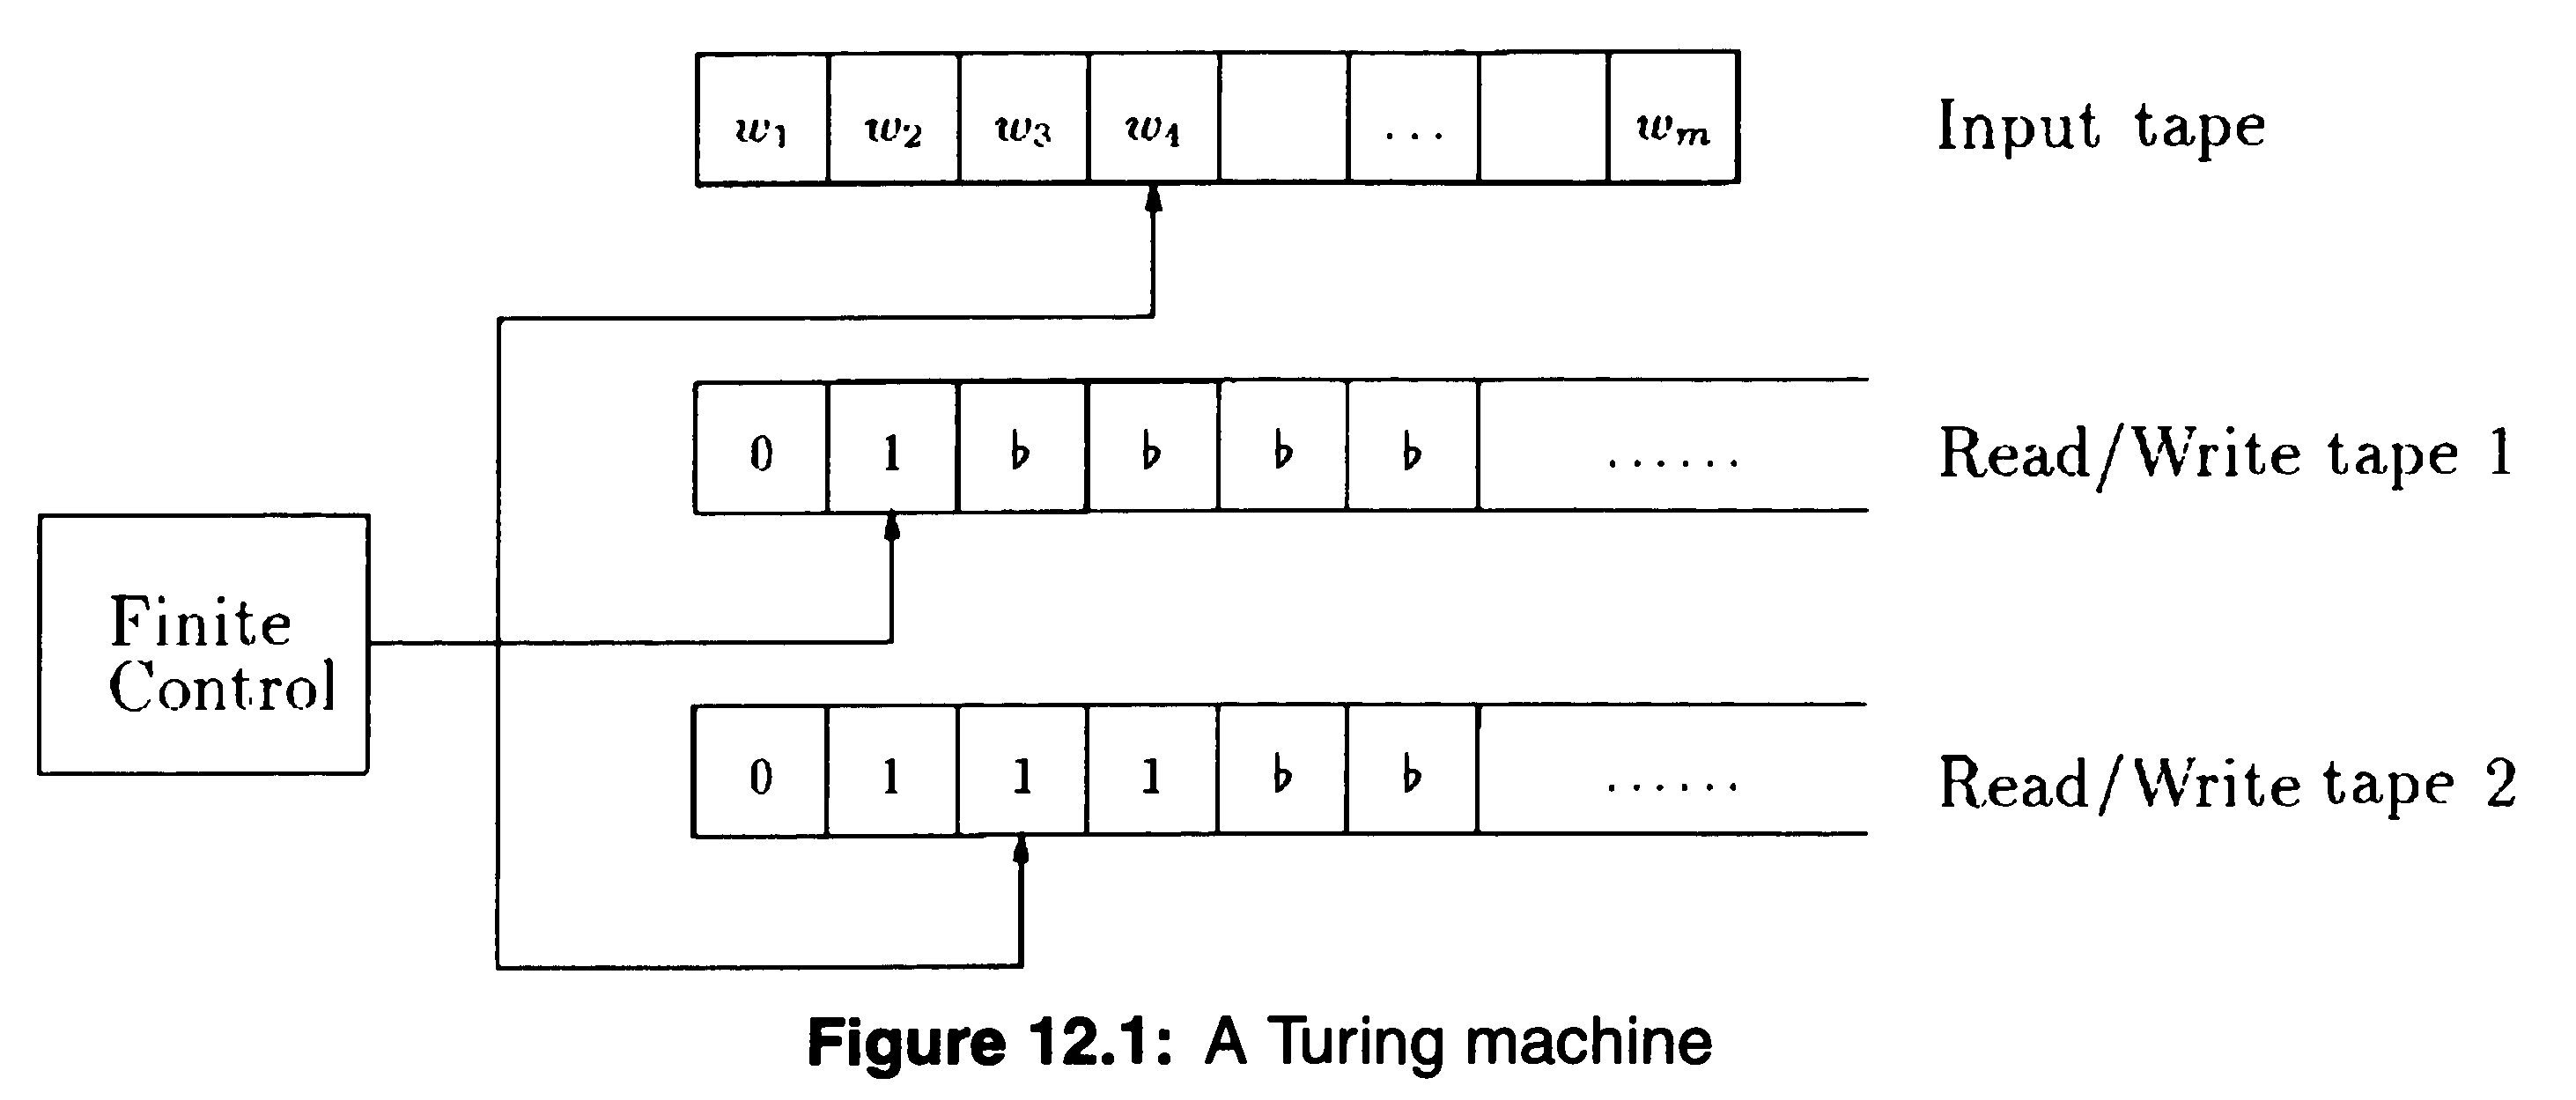 w₁ w₂ w₃ w₄ ... wₘ Input tape
0 1 ♭ ♭ ♭ ♭ ...... Read/Write tape 1
Finite
Control
0 1 1 1 ♭ ♭ ...... Read/Write tape 2
Figure 12.1: A Turing machine